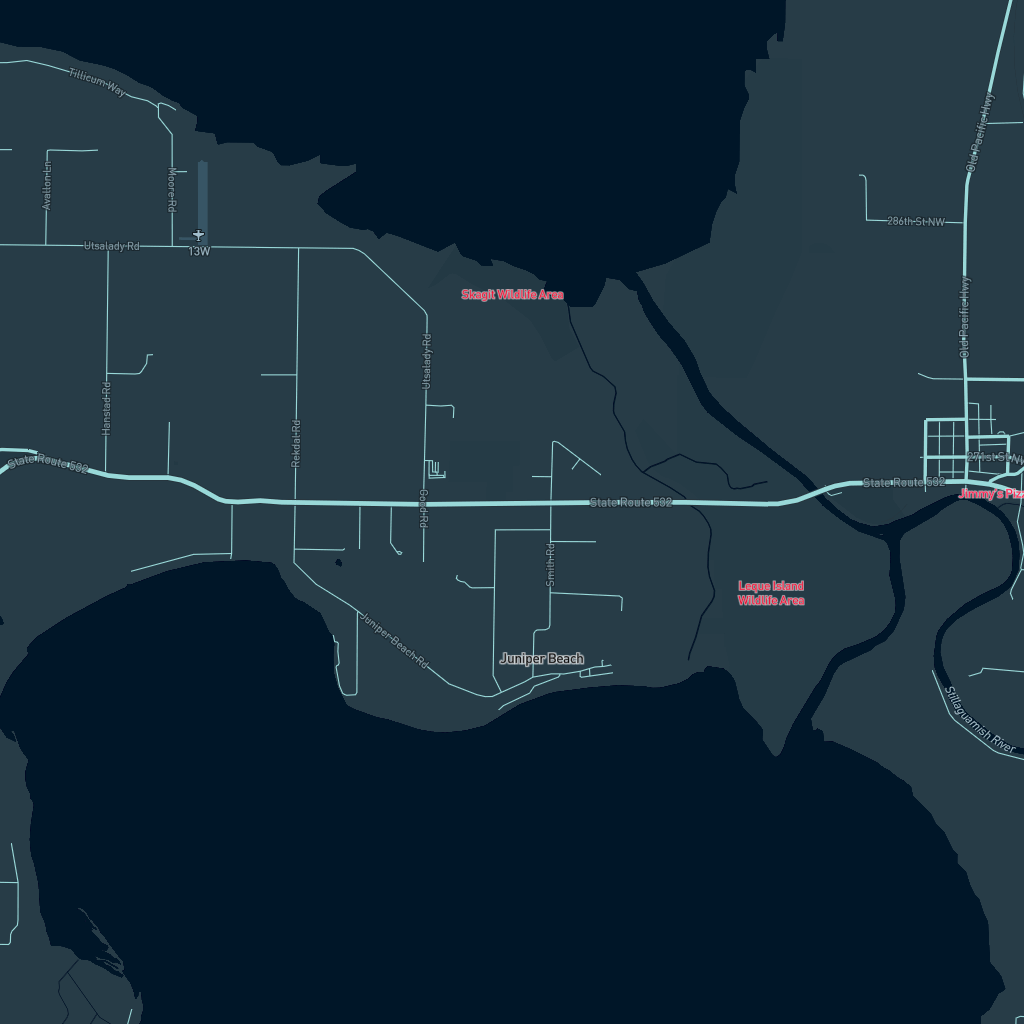 Tillicum Way
Old Pacific Hwy
Avalon Ln
Moore Rd
286th St NW
Utsalady Rd
13W
Skagit Wildlife Area
Old Pacific Hwy
Utsalady Rd
Hanstad Rd
Rekdal Rd
State Route 532
271st St NW
State Route 532
Jimmy's Pizz
State Route 532
Good Rd
Smith Rd
Leque Island
Wildlife Area
Juniper Beach Rd
Juniper Beach
Stillaguamish River